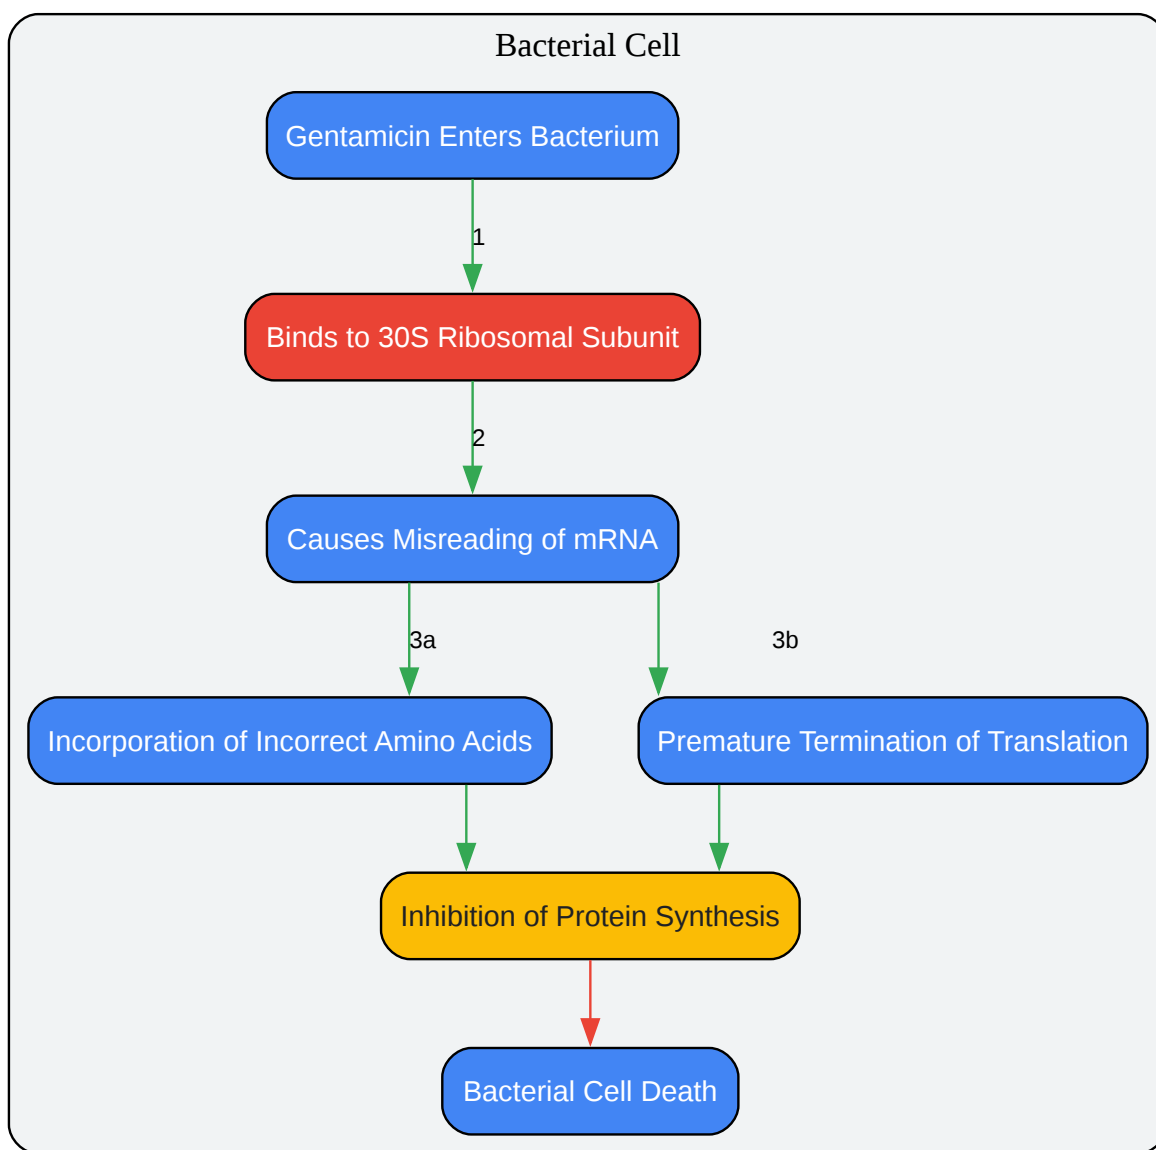 Bacterial Cell
Gentamicin Enters Bacterium
1
Binds to 30S Ribosomal Subunit
2
Causes Misreading of mRNA
3a
3b
Incorporation of Incorrect Amino Acids
Premature Termination of Translation
Inhibition of Protein Synthesis
Bacterial Cell Death